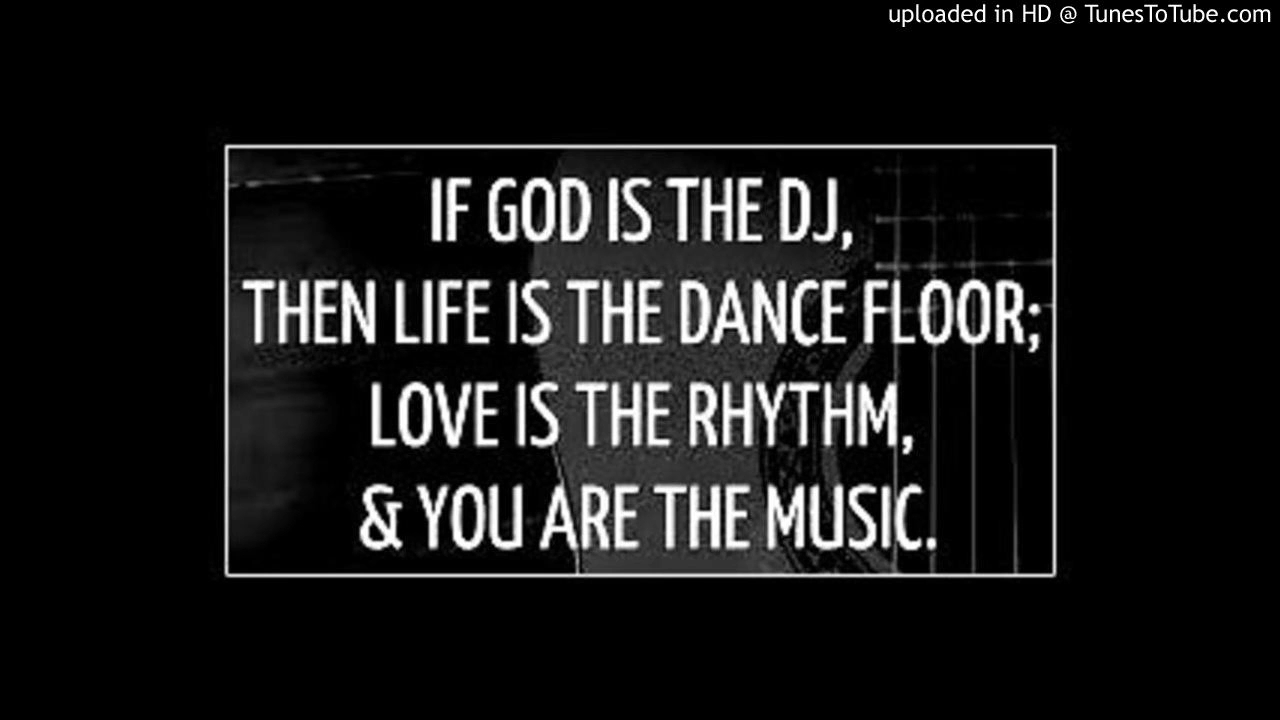 uploaded in HD @ TunesToTube.com
IF GOD IS THE DJ,
THEN LIFE IS THE DANCE FLOOR;
LOVE IS THE RHYTHM,
& YOU ARE THE MUSIC.